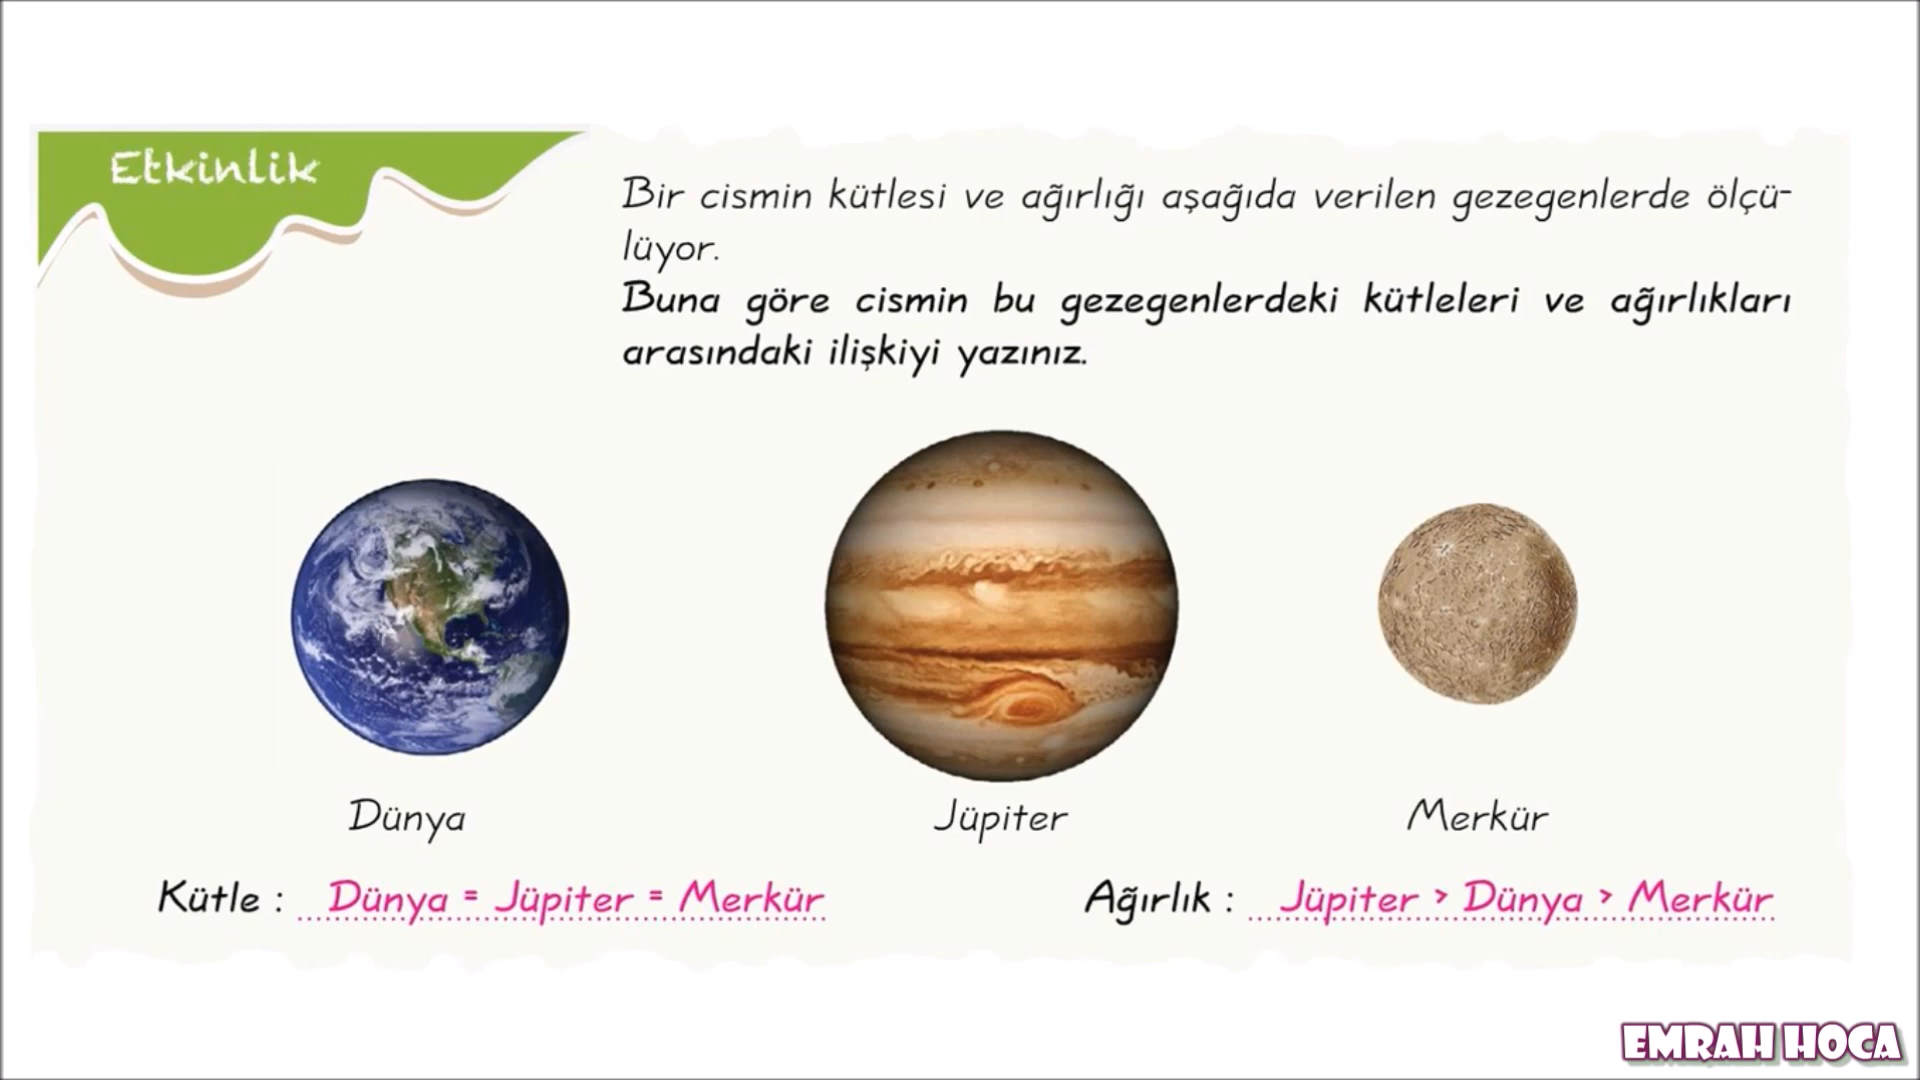 Etkinlik
Bir cismin kütlesi ve ağırlığı aşağıda verilen gezegenlerde ölçü-
lüyor.
Buna göre cismin bu gezegenlerdeki kütleleri ve ağırlıkları
arasındaki ilişkiyi yazınız.
Dünya
Jüpiter
Merkür
Kütle : Dünya = Jüpiter = Merkür
Ağırlık : Jüpiter > Dünya > Merkür
EMRAH HOCA